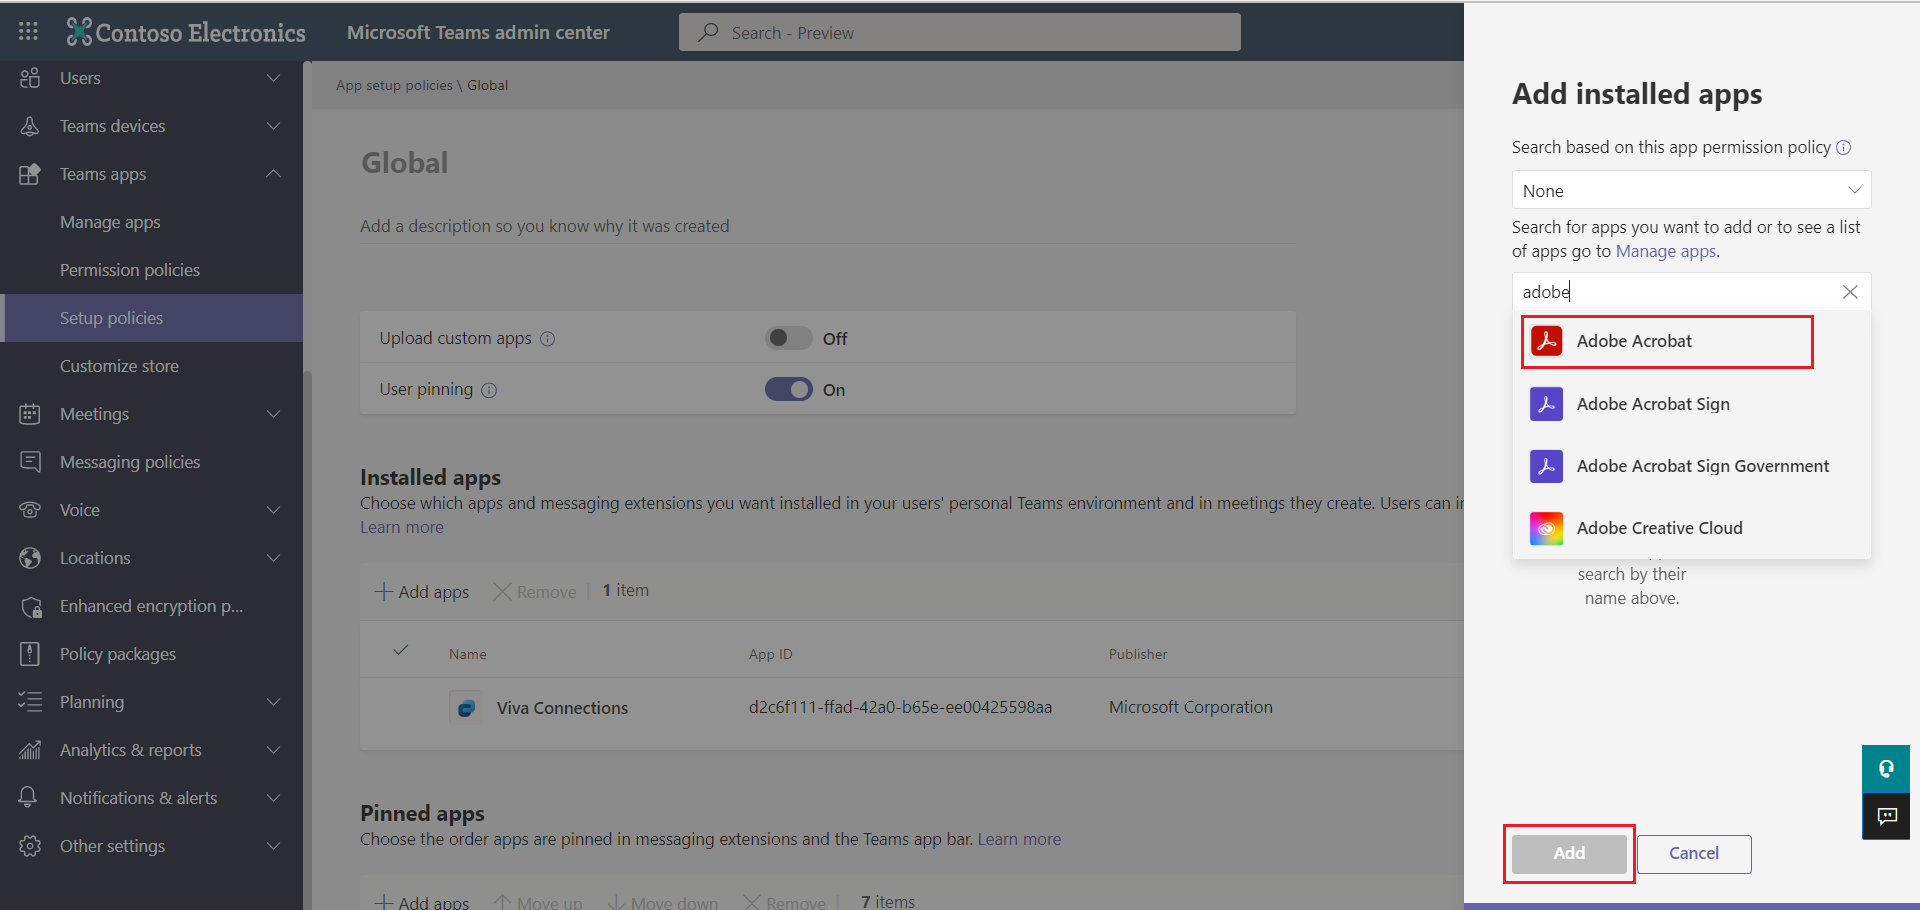 Contoso Electronics
Microsoft Teams admin center
Search - Preview
Users
Teams devices
Teams apps
Manage apps
Permission policies
Setup policies
Customize store
Meetings
Messaging policies
Voice
Locations
Enhanced encryption p...
Policy packages
Planning
Analytics & reports
Notifications & alerts
Other settings
App setup policies \ Global
Global
Add a description so you know why it was created
Upload custom apps
Off
User pinning
On
Installed apps
Choose which apps and messaging extensions you want installed in your users' personal Teams environment and in meetings they create. Users can
Learn more
Add apps
Remove
1 item
Name
App ID
Publisher
Viva Connections
d2c6f111-ffad-42a0-b65e-ee00425598aa
Microsoft Corporation
Pinned apps
Choose the order apps are pinned in messaging extensions and the Teams app bar. Learn more
Add apps
Move up
Move down
Remove
7 items
Add installed apps
Search based on this app permission policy
None
Search for apps you want to add or to see a list
of apps go to Manage apps.
adobe
Adobe Acrobat
Adobe Acrobat Sign
Adobe Acrobat Sign Government
Adobe Creative Cloud
search by their
name above.
Add
Cancel